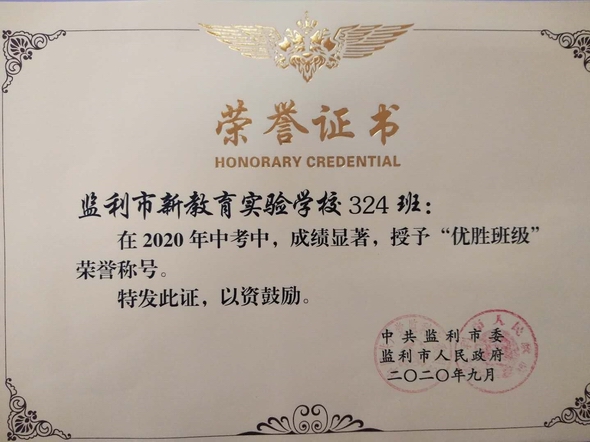 荣誉证书
HONORARY CREDENTIAL
监利市新教育实验学校324班：
在2020年中考中，成绩显著，授予“优胜班级”
荣誉称号。
特发此证，以资鼓励。
中共监利市委
监利市人民政府
二〇二〇年九月